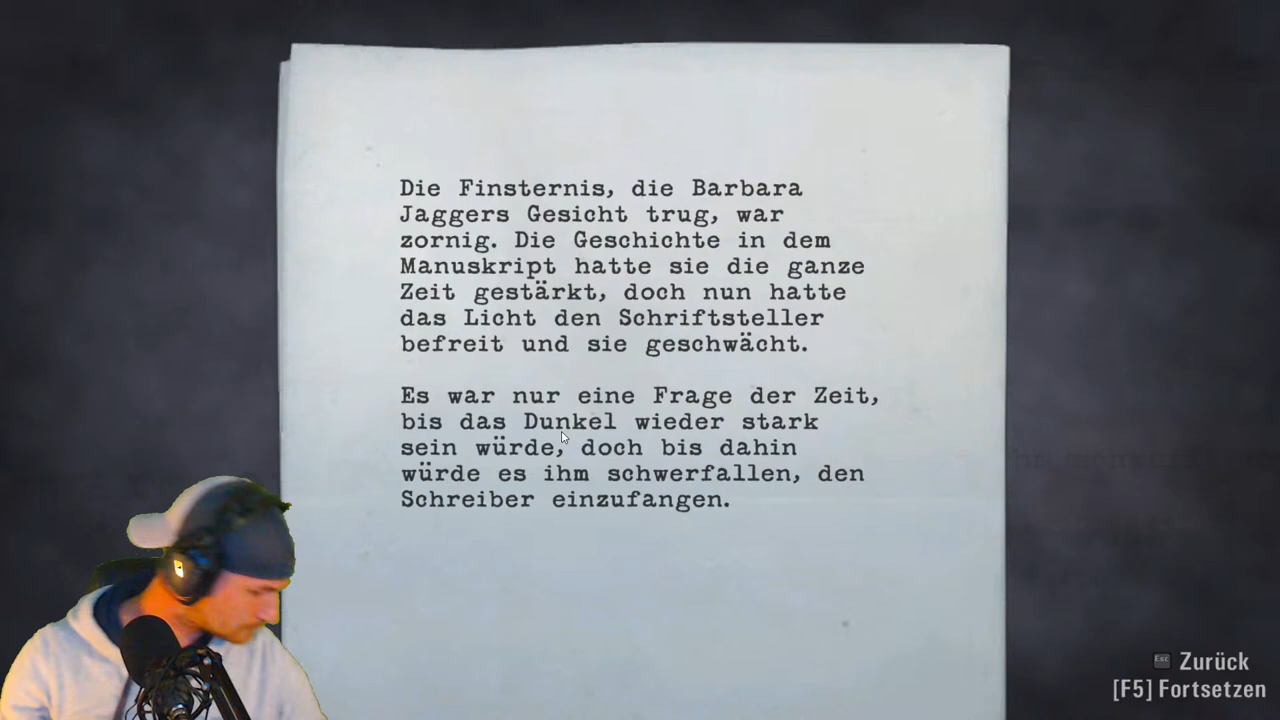 Die Finsternis, die Barbara
Jaggers Gesicht trug, war
zornig. Die Geschichte in dem
Manuskript hatte sie die ganze
Zeit gestärkt, doch nun hatte
das Licht den Schriftsteller
befreit und sie geschwächt.
Es war nur eine Frage der Zeit,
bis das Dunkel wieder stark
sein würde, doch bis dahin
würde es ihm schwerfallen, den
Schreiber einzufangen.
Esc Zurück
[F5] Fortsetzen